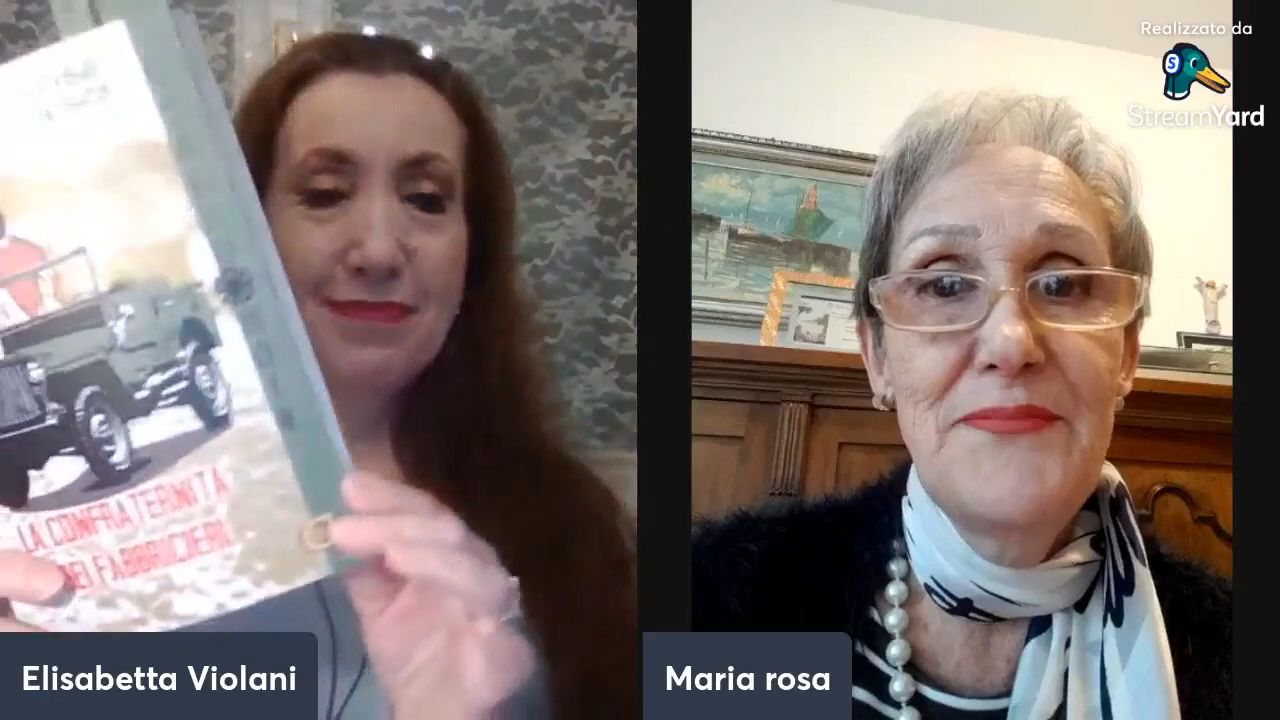 Realizzato da
S
StreamYard
LA CONFRATERNITA
DEI FABBRICIERI
Elisabetta Violani
Maria rosa